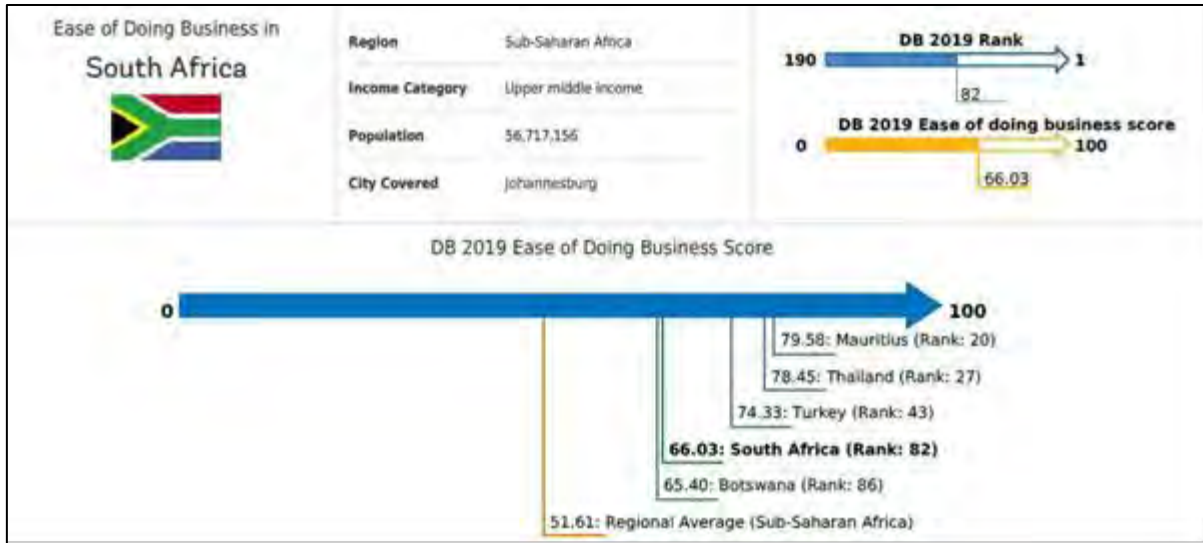 Ease of Doing Business in
South Africa
Region Sub-Saharan Africa
Income Category Upper middle income
Population 56,717,156
City Covered Johannesburg
DB 2019 Rank
190 1
82
DB 2019 Ease of doing business score
0 100
66.03
DB 2019 Ease of Doing Business Score
0 100
79.58: Mauritius (Rank: 20)
78.45: Thailand (Rank: 27)
74.33: Turkey (Rank: 43)
66.03: South Africa (Rank: 82)
65.40: Botswana (Rank: 86)
51.61: Regional Average (Sub-Saharan Africa)